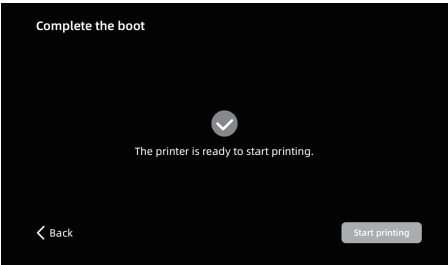 Complete the boot
The printer is ready to start printing.
Back
Start printing